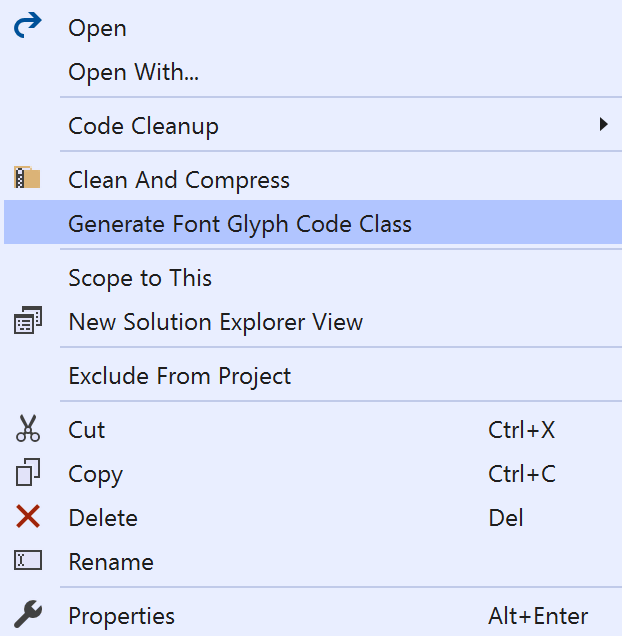 Open
Open With...
Code Cleanup
Clean And Compress
Generate Font Glyph Code Class
Scope to This
New Solution Explorer View
Exclude From Project
Cut Ctrl+X
Copy Ctrl+C
Delete Del
Rename
Properties Alt+Enter